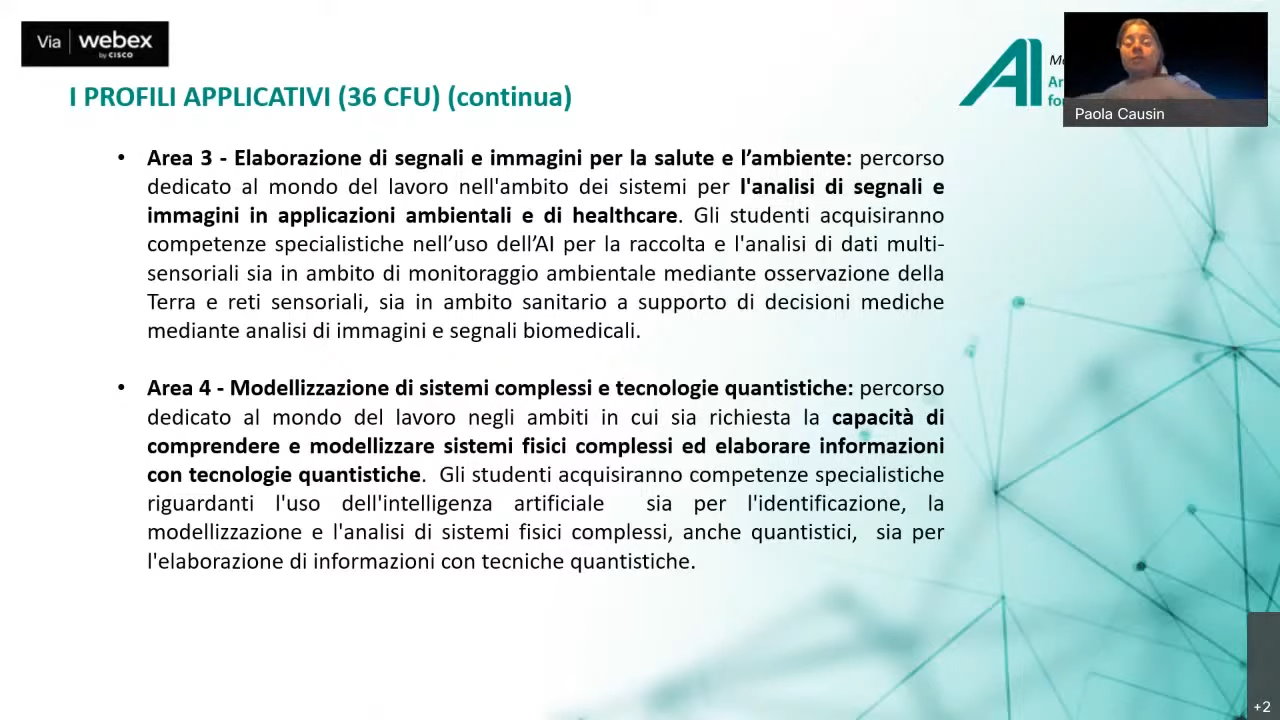 Via webex
by CISCO
I PROFILI APPLICATIVI (36 CFU) (continua)
AI
Paola Causin
• Area 3 - Elaborazione di segnali e immagini per la salute e l’ambiente: percorso
dedicato al mondo del lavoro nell'ambito dei sistemi per l'analisi di segnali e
immagini in applicazioni ambientali e di healthcare. Gli studenti acquisiranno
competenze specialistiche nell’uso dell’AI per la raccolta e l'analisi di dati multi-
sensoriali sia in ambito di monitoraggio ambientale mediante osservazione della
Terra e reti sensoriali, sia in ambito sanitario a supporto di decisioni mediche
mediante analisi di immagini e segnali biomedicali.
• Area 4 - Modellizzazione di sistemi complessi e tecnologie quantistiche: percorso
dedicato al mondo del lavoro negli ambiti in cui sia richiesta la capacità di
comprendere e modellizzare sistemi fisici complessi ed elaborare informazioni
con tecnologie quantistiche. Gli studenti acquisiranno competenze specialistiche
riguardanti l'uso dell'intelligenza artificiale sia per l'identificazione, la
modellizzazione e l'analisi di sistemi fisici complessi, anche quantistici, sia per
l'elaborazione di informazioni con tecniche quantistiche.
+2